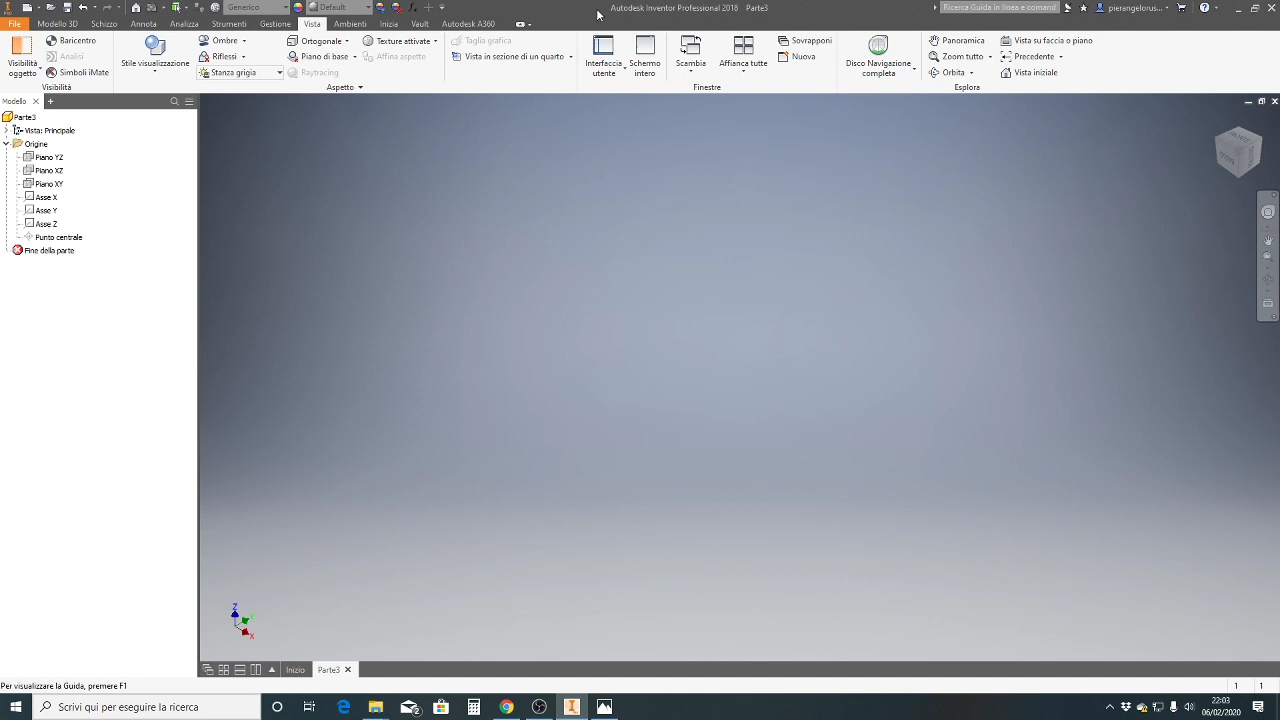 Generico Default Autodesk Inventor Professional 2018 Parte3 Ricerca Guida in linea e comand pierangelorus...
File Modello 3D Schizzo Annota Analizza Strumenti Gestione Vista Ambienti Inizia Vault Autodesk A360
Visibilità oggetto
Baricentro
Analisi
Simboli iMate
Visibilità
Stile visualizzazione
Ombre
Riflessi
Stanza grigia
Ortogonale
Piano di base
Raytracing
Texture attivate
Affina aspetto
Aspetto
Taglia grafica
Vista in sezione di un quarto
Interfaccia utente
Schermo intero
Scambia
Affianca tutte
Sovrapponi
Nuova
Finestre
Disco Navigazione completa
Panoramica
Zoom tutto
Orbita
Vista su faccia o piano
Precedente
Vista iniziale
Esplora
Modello
Parte3
Vista: Principale
Origine
Piano YZ
Piano XZ
Piano XY
Asse X
Asse Y
Asse Z
Punto centrale
Fine della parte
Z
Y
X
Inizio Parte3
Per visualizzare la Guida, premere F1 1 1
Scrivi qui per eseguire la ricerca
2
22:03
06/02/2020